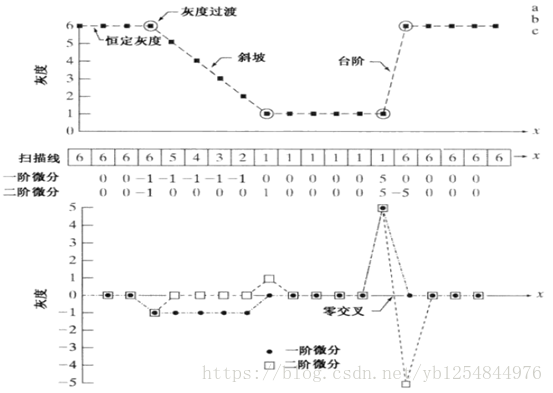 a
b
c
灰度过渡
恒定灰度
斜坡
台阶
灰度
6
5
4
3
2
1
0
x
扫描线 6 6 6 6 5 4 3 2 1 1 1 1 1 1 6 6 6 6 6 x
一阶微分 0 0 −1 −1 −1 −1 −1 0 0 0 0 0 5 0 0 0 0
二阶微分 0 0 −1 0 0 0 0 1 0 0 0 0 5 −5 0 0 0
5
4
3
2
1
0
−1
−2
−3
−4
−5
灰度
x
零交叉
一阶微分
二阶微分
https://blog.csdn.net/yb1254844976